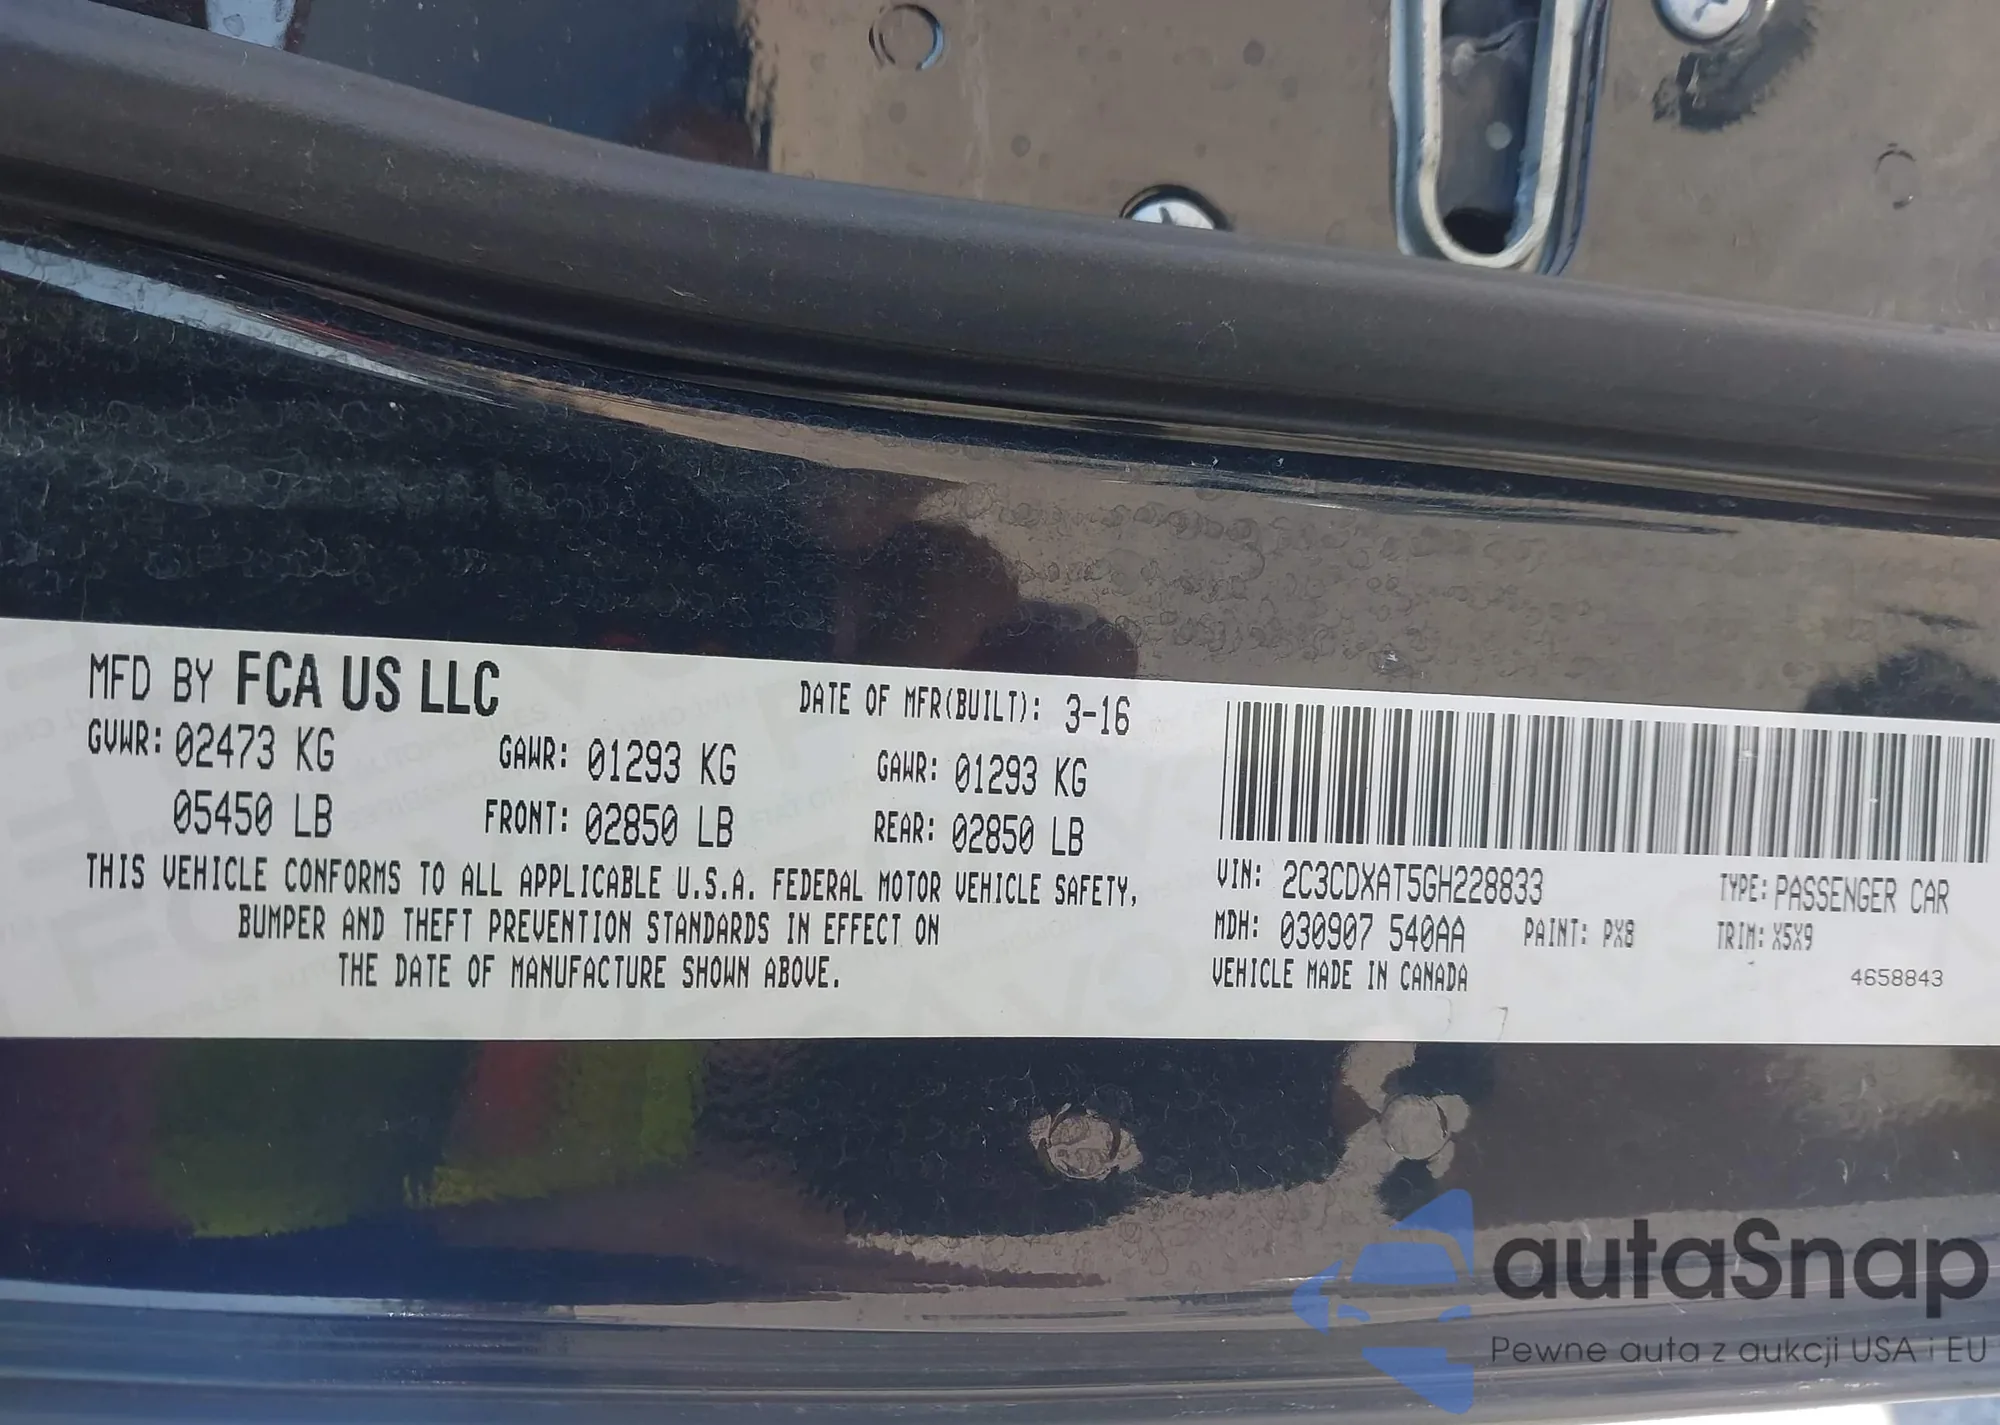 MFD BY FCA US LLC
DATE OF MFR(BUILT): 3-16
GVWR: 02473 KG
GAWR: 01293 KG
GAWR: 01293 KG
05450 LB
FRONT: 02850 LB
REAR: 02850 LB
THIS VEHICLE CONFORMS TO ALL APPLICABLE U.S.A. FEDERAL MOTOR VEHICLE SAFETY,
BUMPER AND THEFT PREVENTION STANDARDS IN EFFECT ON
THE DATE OF MANUFACTURE SHOWN ABOVE.
VIN: 2C3CDXAT5GH228833
TYPE: PASSENGER CAR
MDH: 030907 540AA
PAINT: PX8
TRIM: X5X9
VEHICLE MADE IN CANADA
4658843
autaSnap
Pewne auta z aukcji USA i EU